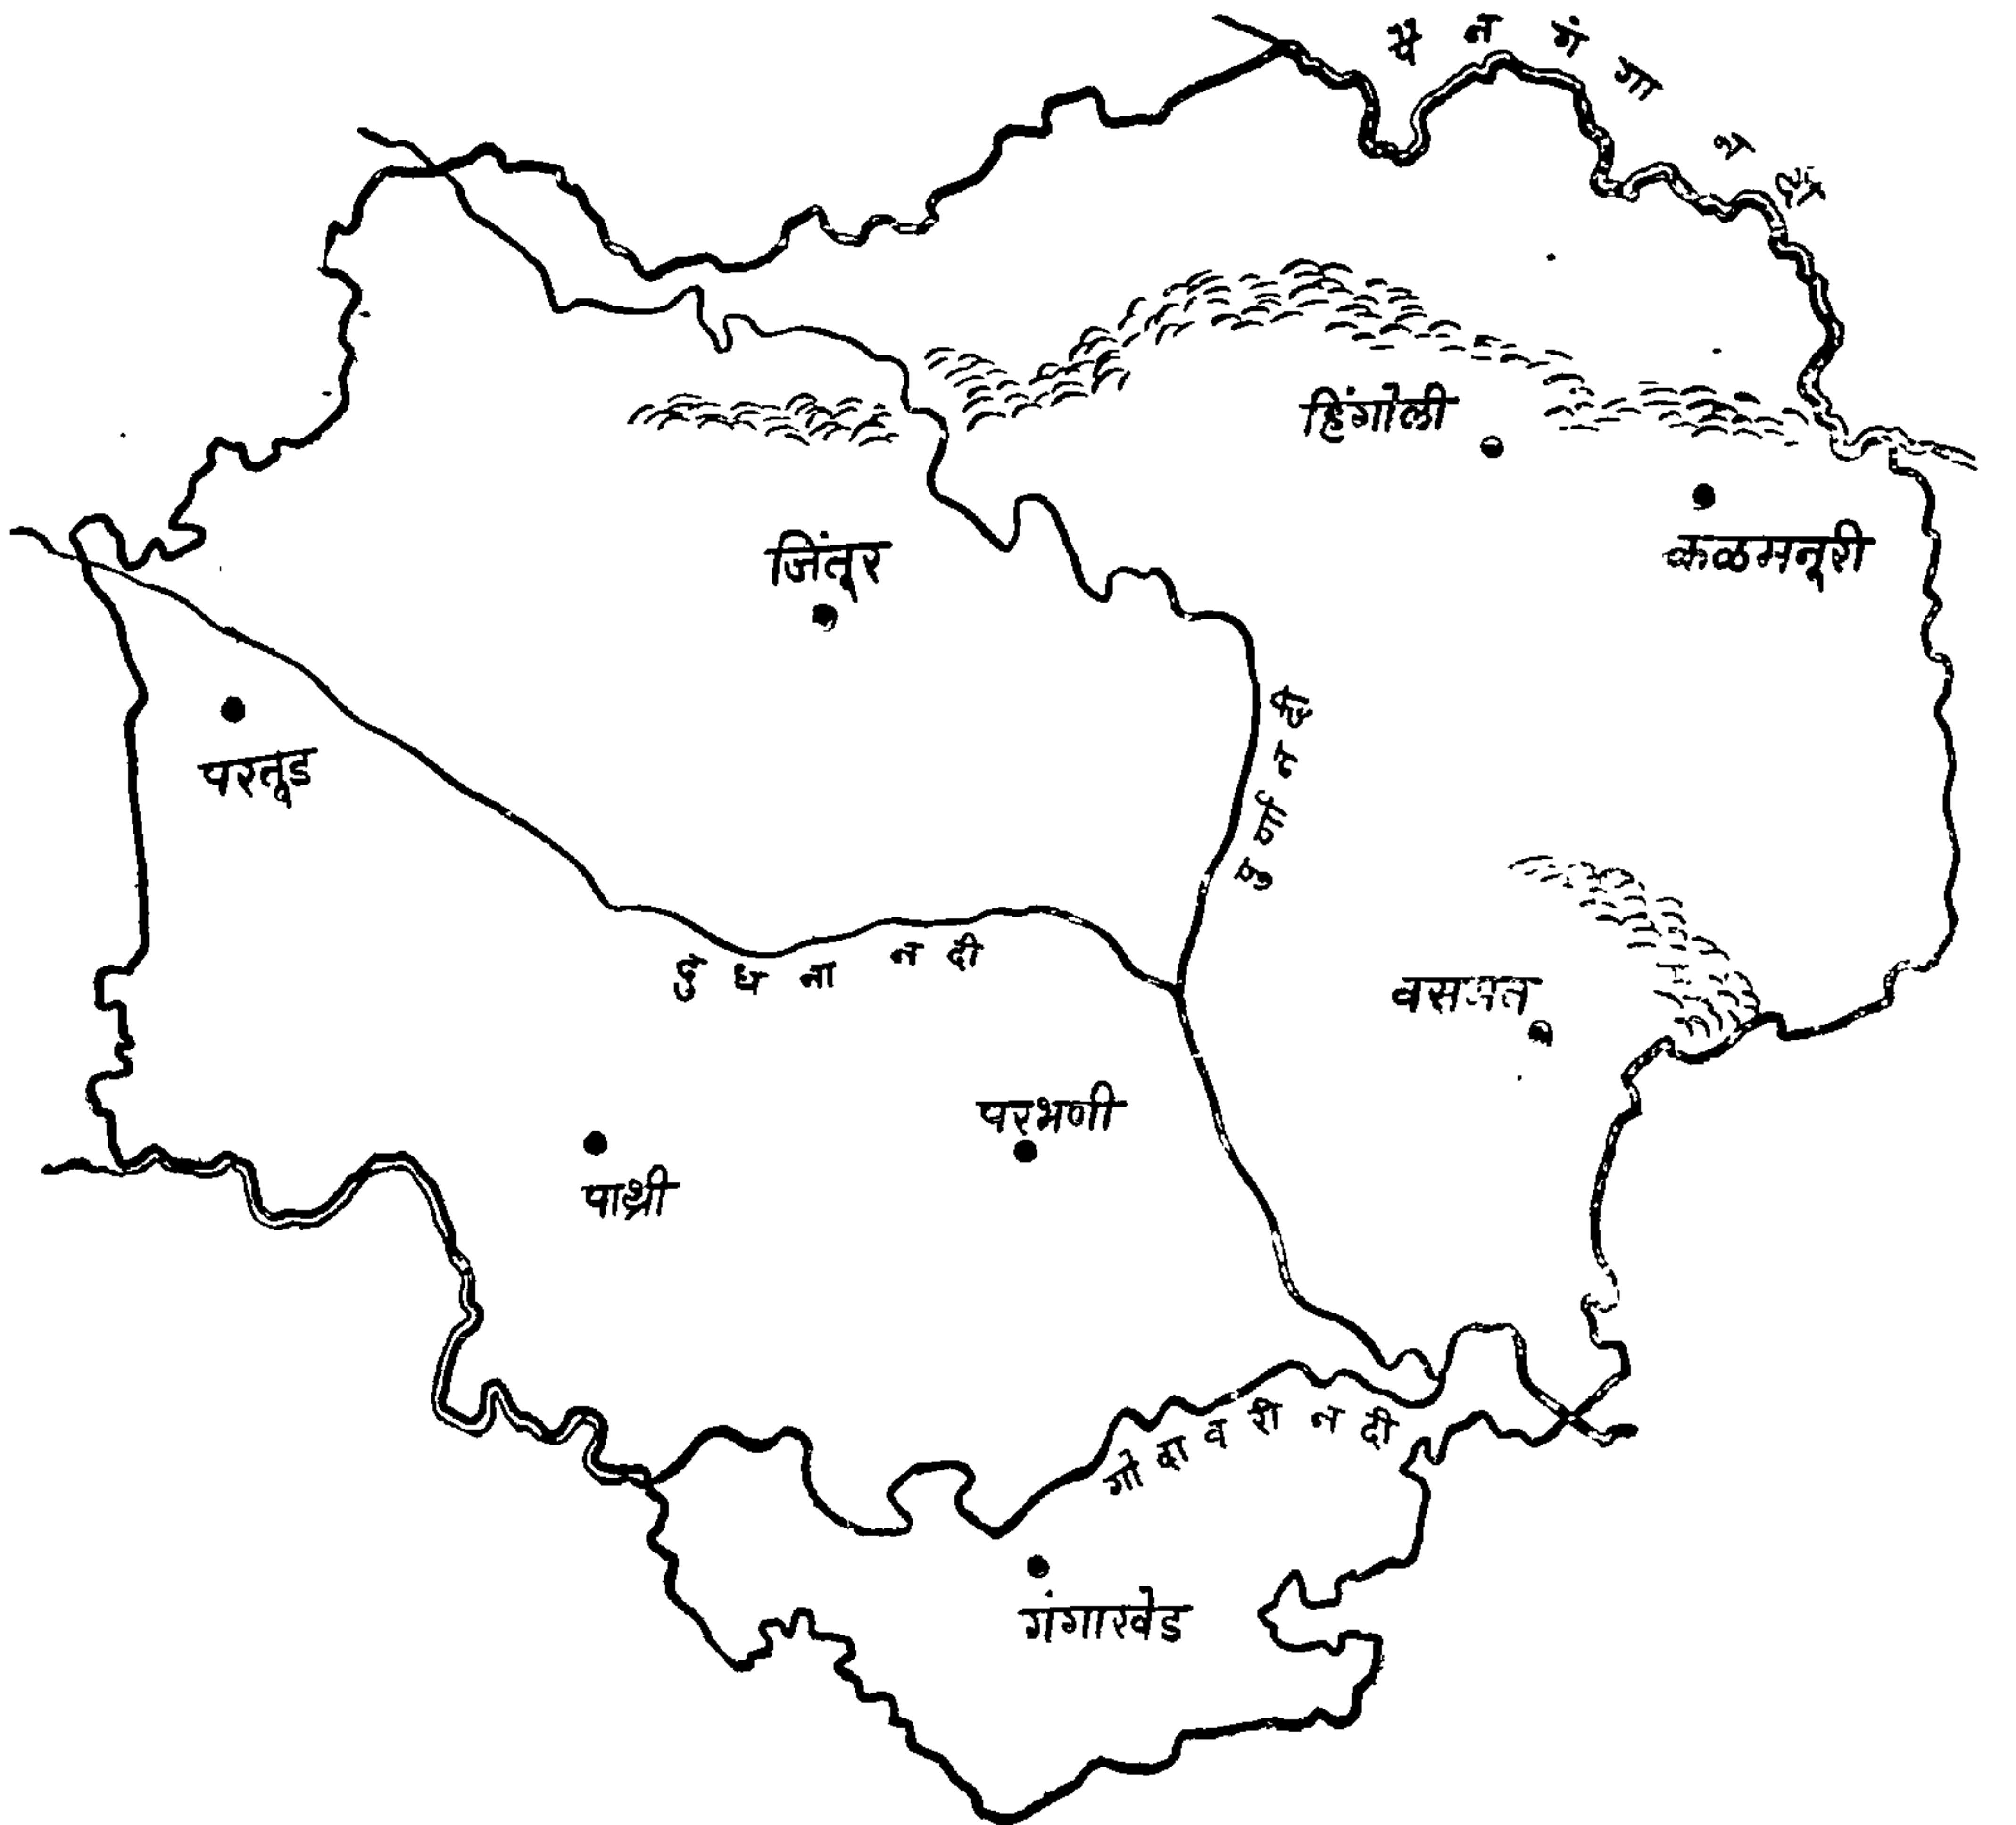 पैनगंगा नदी
हिंगोली
कळमनूरी
जिंतूर
पूर्णा नदी
परतूड
दुधना नदी
वसमत
परभणी
पाथ्री
गोदावरी नदी
गंगाखेड